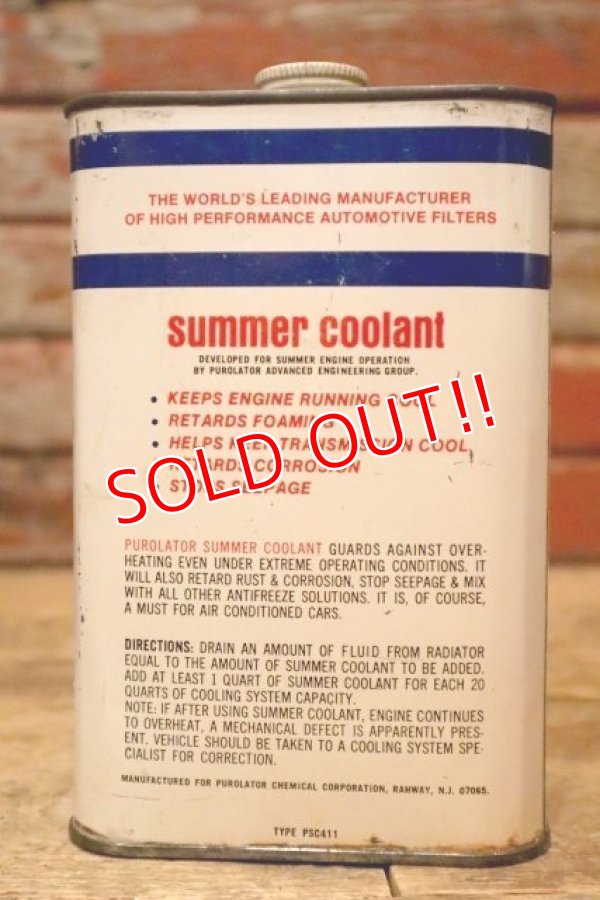 THE WORLD'S LEADING MANUFACTURER
OF HIGH PERFORMANCE AUTOMOTIVE FILTERS
summer coolant
DEVELOPED FOR SUMMER ENGINE OPERATION
BY PUROLATOR ADVANCED ENGINEERING GROUP.
• KEEPS ENGINE RUNNING COOL
• RETARDS FOAMING
• HELPS KEEP TRANSMISSION COOL
• RETARDS CORROSION
• STOPS SEEPAGE
SOLD OUT!!
PUROLATOR SUMMER COOLANT GUARDS AGAINST OVER-
HEATING EVEN UNDER EXTREME OPERATING CONDITIONS. IT
WILL ALSO RETARD RUST & CORROSION, STOP SEEPAGE & MIX
WITH ALL OTHER ANTIFREEZE SOLUTIONS. IT IS, OF COURSE,
A MUST FOR AIR CONDITIONED CARS.
DIRECTIONS: DRAIN AN AMOUNT OF FLUID FROM RADIATOR
EQUAL TO THE AMOUNT OF SUMMER COOLANT TO BE ADDED.
ADD AT LEAST 1 QUART OF SUMMER COOLANT FOR EACH 20
QUARTS OF COOLING SYSTEM CAPACITY.
NOTE: IF AFTER USING SUMMER COOLANT, ENGINE CONTINUES
TO OVERHEAT, A MECHANICAL DEFECT IS APPARENTLY PRES-
ENT. VEHICLE SHOULD BE TAKEN TO A COOLING SYSTEM SPE-
CIALIST FOR CORRECTION.
MANUFACTURED FOR PUROLATOR CHEMICAL CORPORATION, RAHWAY, N.J. 07065.
TYPE PSC411